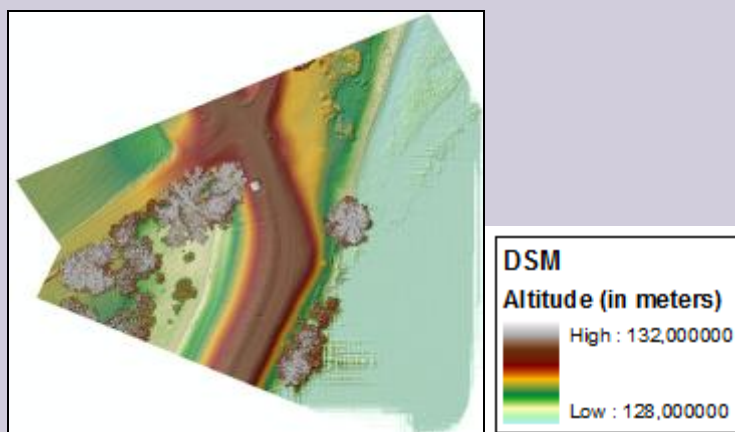 DSM
Altitude (in meters)
High : 132,000000
Low : 128,000000